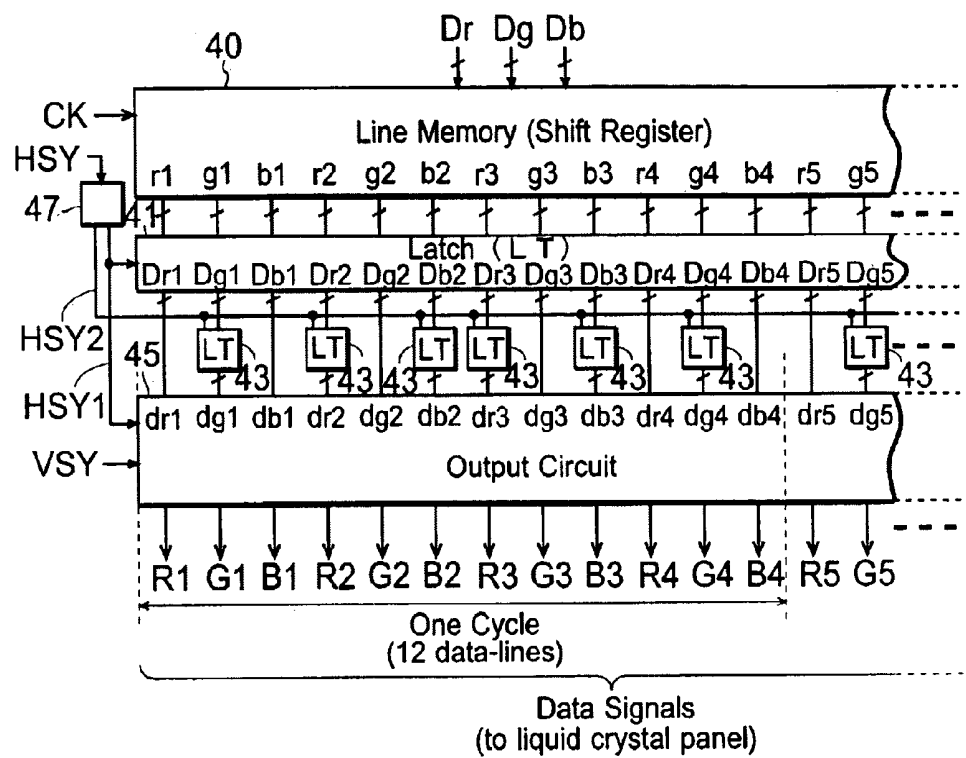 Dr Dg Db
40
CK
Line Memory (Shift Register)
HSY
r1 g1 b1 r2 g2 b2 r3 g3 b3 r4 g4 b4 r5 g5
47
41
Latch (LT)
Dr1 Dg1 Db1 Dr2 Dg2 Db2 Dr3 Dg3 Db3 Dr4 Dg4 Db4 Dr5 Dg5
HSY2
LT LT LT LT LT LT LT
45 43 43 43 43 43 43 43
HSY1
dr1 dg1 db1 dr2 dg2 db2 dr3 dg3 db3 dr4 dg4 db4 dr5 dg5
VSY
Output Circuit
R1 G1 B1 R2 G2 B2 R3 G3 B3 R4 G4 B4 R5 G5
One Cycle
(12 data-lines)
Data Signals
(to liquid crystal panel)